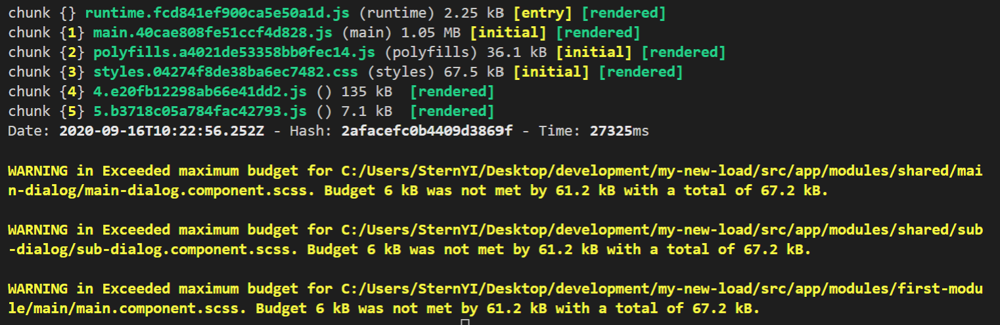 chunk {} runtime.fcd841ef900ca5e50a1d.js (runtime) 2.25 kB [entry] [rendered]
chunk {1} main.40cae808fe51ccf4d828.js (main) 1.05 MB [initial] [rendered]
chunk {2} polyfills.a4021de53358bb0fec14.js (polyfills) 36.1 kB [initial] [rendered]
chunk {3} styles.04274f8de38ba6ec7482.css (styles) 67.5 kB [initial] [rendered]
chunk {4} 4.e20fb12298ab66e41dd2.js () 135 kB  [rendered]
chunk {5} 5.b3718c05a784fac42793.js () 7.1 kB  [rendered]
Date: 2020-09-16T10:22:56.252Z - Hash: 2afacefc0b4409d3869f - Time: 27325ms
WARNING in Exceeded maximum budget for C:/Users/SternYI/Desktop/development/my-new-load/src/app/modules/shared/mai
n-dialog/main-dialog.component.scss. Budget 6 kB was not met by 61.2 kB with a total of 67.2 kB.
WARNING in Exceeded maximum budget for C:/Users/SternYI/Desktop/development/my-new-load/src/app/modules/shared/sub
-dialog/sub-dialog.component.scss. Budget 6 kB was not met by 61.2 kB with a total of 67.2 kB.
WARNING in Exceeded maximum budget for C:/Users/SternYI/Desktop/development/my-new-load/src/app/modules/first-modu
le/main/main.component.scss. Budget 6 kB was not met by 61.2 kB with a total of 67.2 kB.